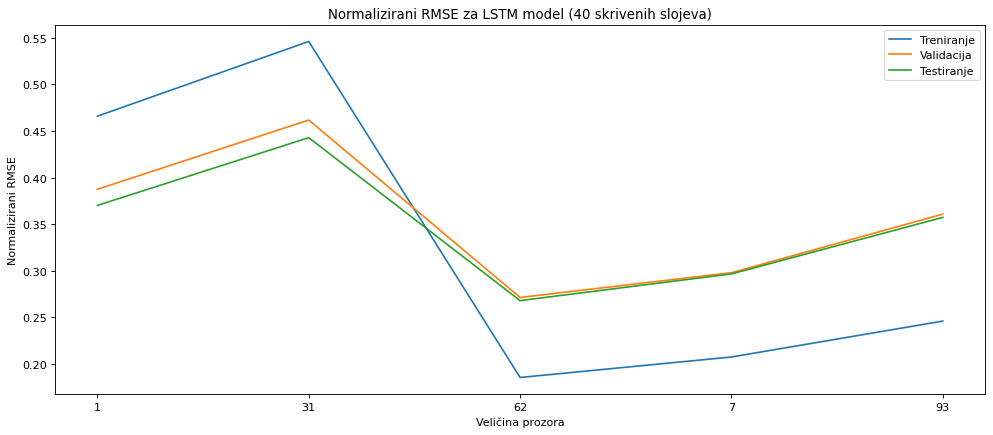 Normalizirani RMSE za LSTM model (40 skrivenih slojeva)
Treniranje
Validacija
Testiranje
Normalizirani RMSE
0.55
0.50
0.45
0.40
0.35
0.30
0.25
0.20
1 31 62 7 93
Veličina prozora